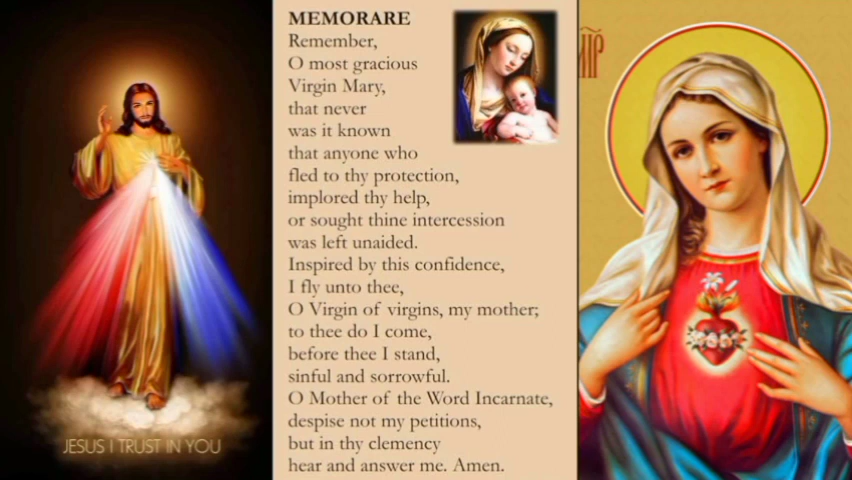 JESUS I TRUST IN YOU
MEMORARE
Remember,
O most gracious
Virgin Mary,
that never
was it known
that anyone who
fled to thy protection,
implored thy help,
or sought thine intercession
was left unaided.
Inspired by this confidence,
I fly unto thee,
O Virgin of virgins, my mother;
to thee do I come,
before thee I stand,
sinful and sorrowful.
O Mother of the Word Incarnate,
despise not my petitions,
but in thy clemency
hear and answer me. Amen.